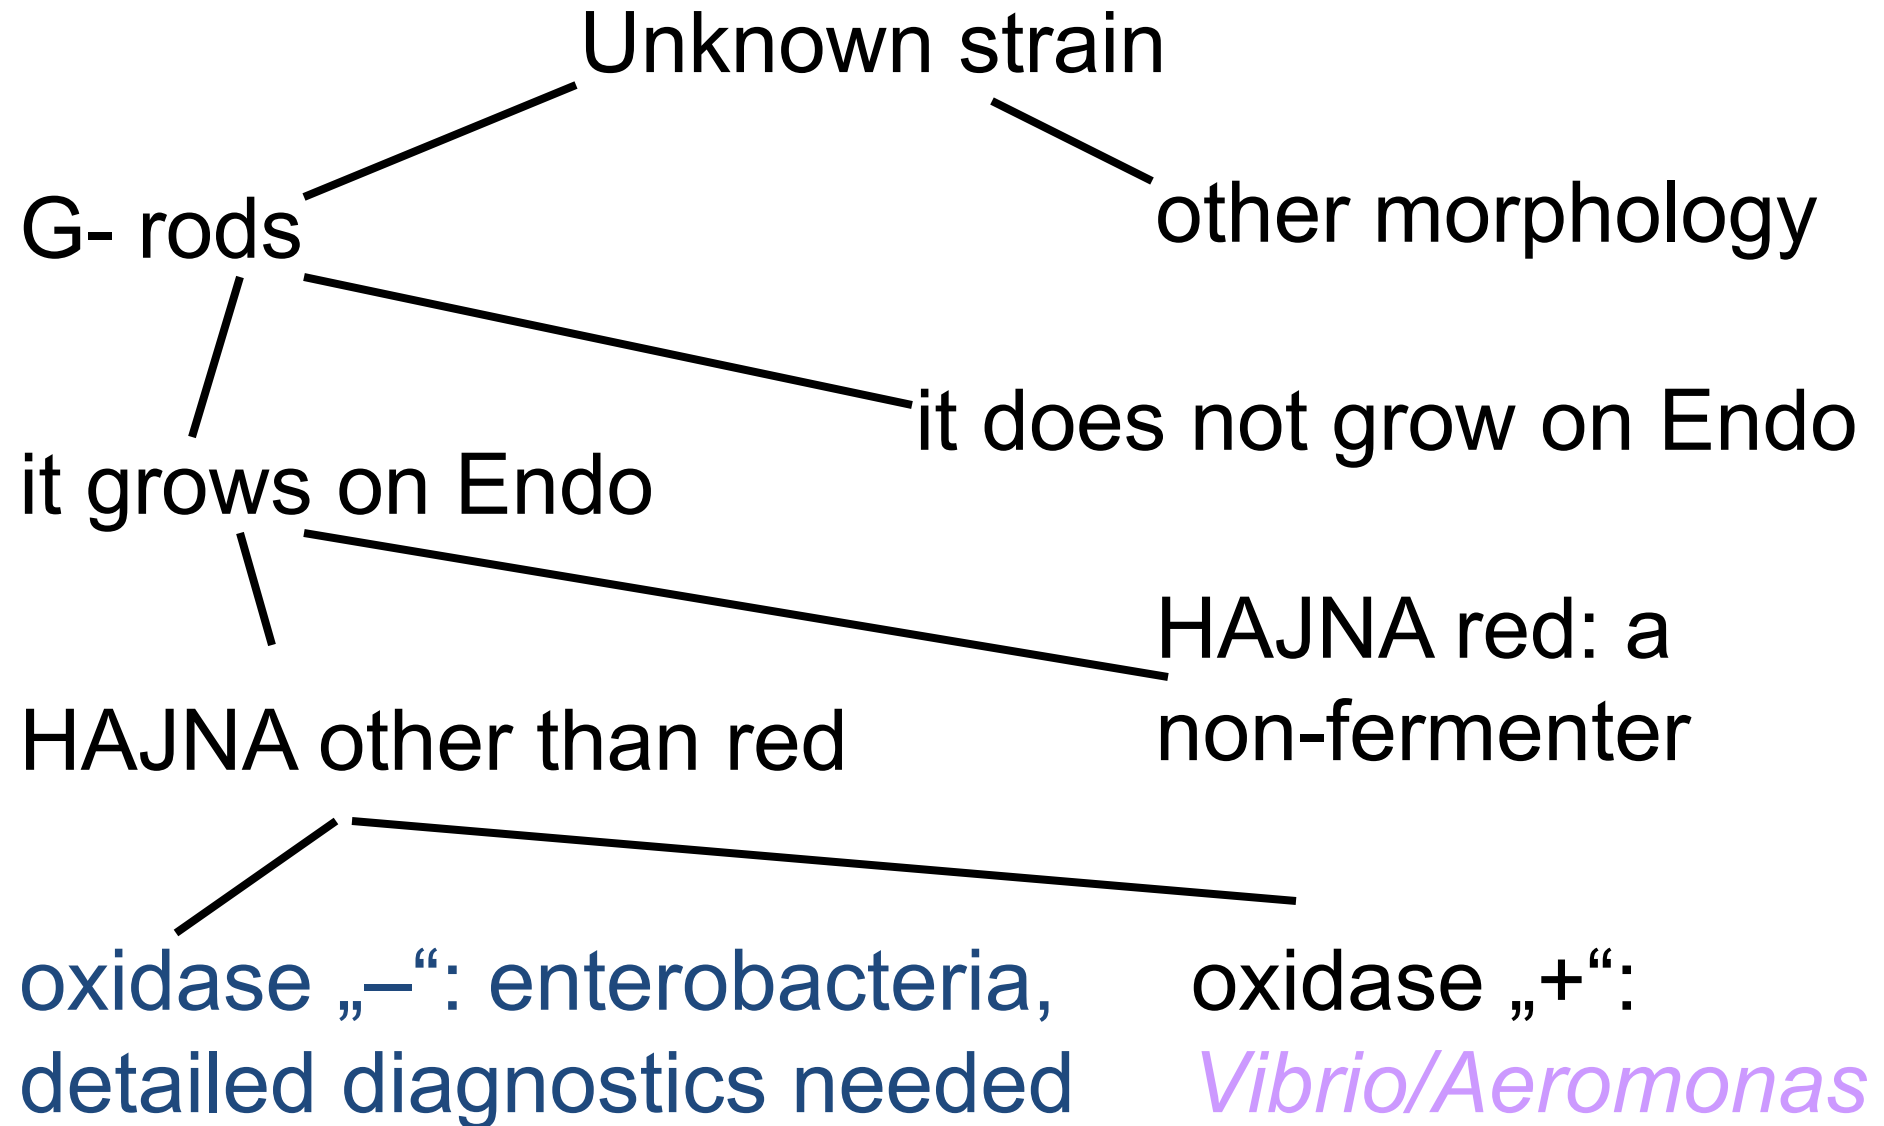 Unknown strain
G- rods
other morphology
it does not grow on Endo
it grows on Endo
HAJNA red: a
non-fermenter
HAJNA other than red
oxidase „–“: enterobacteria,
detailed diagnostics needed
oxidase „+“:
Vibrio/Aeromonas